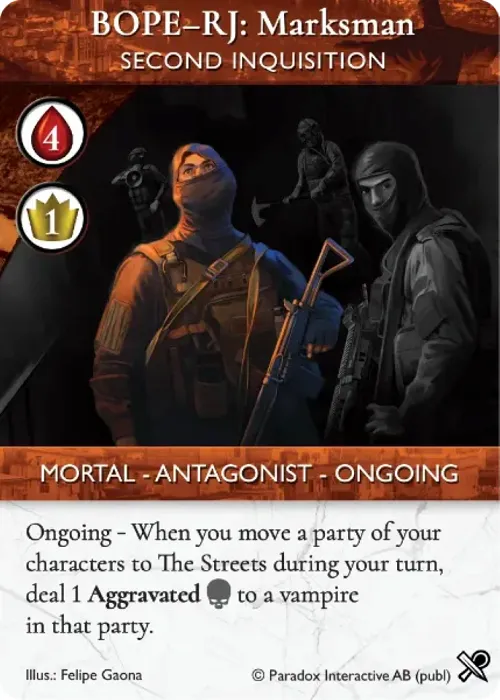 BOPE–RJ: Marksman
SECOND INQUISITION
4
1
MORTAL - ANTAGONIST - ONGOING
Ongoing - When you move a party of your
characters to The Streets during your turn,
deal 1 Aggravated to a vampire
in that party.
Illus.: Felipe Gaona © Paradox Interactive AB (publ)